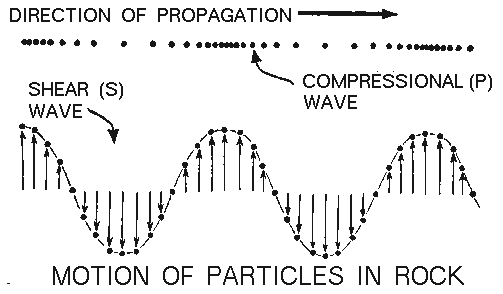 DIRECTION OF PROPAGATION
COMPRESSIONAL (P)
WAVE
SHEAR (S)
WAVE
MOTION OF PARTICLES IN ROCK